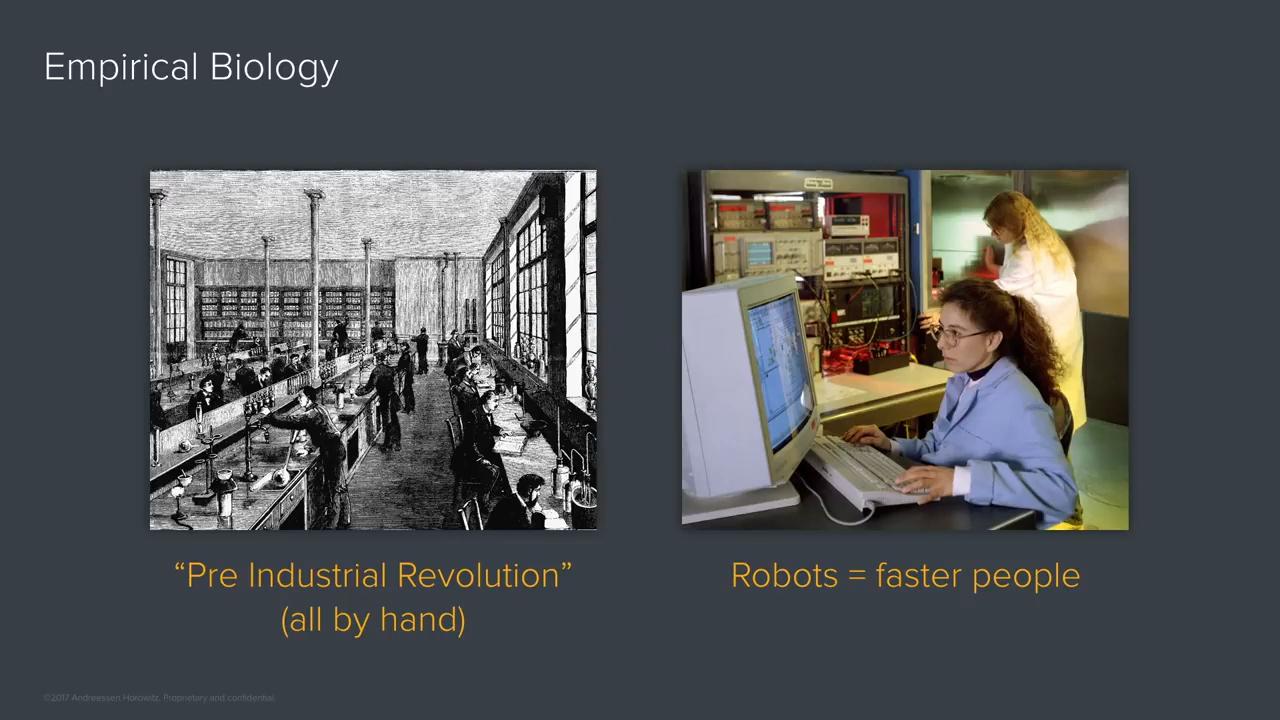 Empirical Biology
“Pre Industrial Revolution”
(all by hand)
Robots = faster people
©2017 Andreessen Horowitz. Proprietary and confidential.